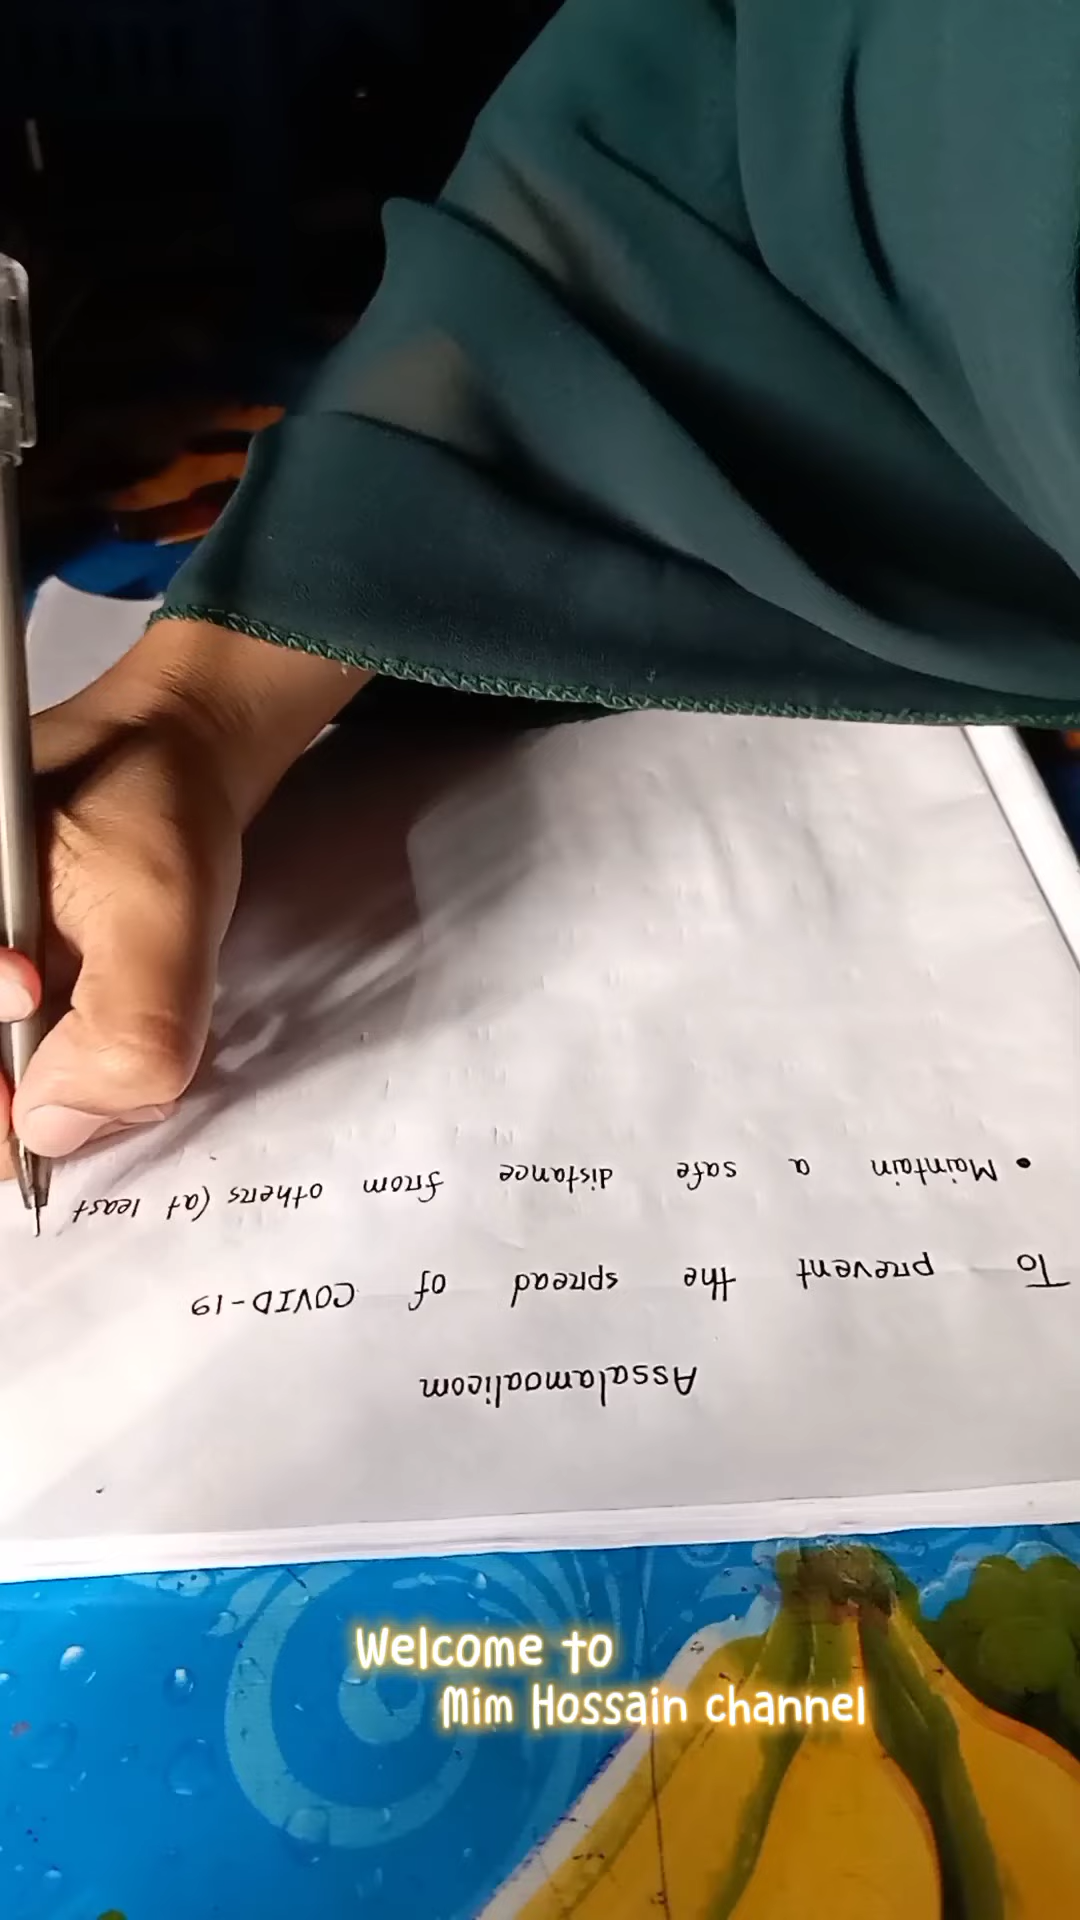 Assalamoalicom
To prevent the spread of COVID-19
• Maintain a safe distance from others (at least
Welcome to
Mim Hossain channel